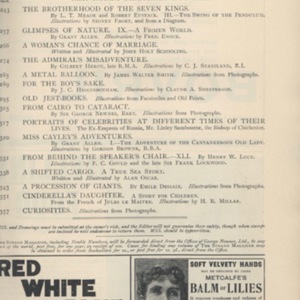 THE BROTHERHOOD OF THE SEVEN KINGS.
By L. T. MEADE and ROBERT EUSTACE. III.—THE SWING OF THE PENDULUM.
Illustrations by SIDNEY PAGET, and from a Diagram.
GLIMPSES OF NATURE. IX.—A FROZEN WORLD.
By GRANT ALLEN. Illustrations by FRED. ENOCK.
A WOMAN'S CHANCE OF MARRIAGE.
Written and Illustrated by JOHN HOLT SCHOOLING.
THE ADMIRAL'S MISADVENTURE.
By GILBERT HEROT, late R.M.A. Illustrations by C. J. STANILAND, R.I.
A METAL BALLOON. By JAMES WALTER SMITH. Illustrations from Photographs.
FOR THE BOY'S SAKE.
By J. C. Illustrations by CLAUDE A. SHEPPERSON.
OLD JESTBOOKS. Illustrations from Facsimiles and Old Prints.
FROM CAIRO TO CATARACT.
By SIR GEORGE NEWNES, BART. Illustrations from Photographs.
PORTRAITS OF CELEBRITIES AT DIFFERENT TIMES OF THEIR
LIVES. The Ex-Empress of Russia, Mr. Linley Sambourne, the Bishop of Chichester.
MISS CAYLEY'S ADVENTURES.
By GRANT ALLEN. I.—THE ADVENTURE OF THE CANTANKEROUS OLD LADY.
Illustrations by GORDON BROWNE, R.B.A.
FROM BEHIND THE SPEAKER'S CHAIR.—XLI. By HENRY W. LUCY.
Illustrations by F. C. GOULD and the late SIR FRANK LOCKWOOD.
A SHIFTED CARGO. A TRUE SEA STORY.
Written and Illustrated by ALAN OSCAR.
A PROCESSION OF GIANTS. By EMILE DESSAIX. Illustrations from Photographs.
CINDERELLA'S DAUGHTER. A STORY FOR CHILDREN.
From the French of JULES LE MAITRE. Illustrations by H. R. MILLAR.
CURIOSITIES. Illustrations from Photographs.
RED
WHITE
SOFT VELVETY HANDS
METCALFE'S
BALM OF LILIES